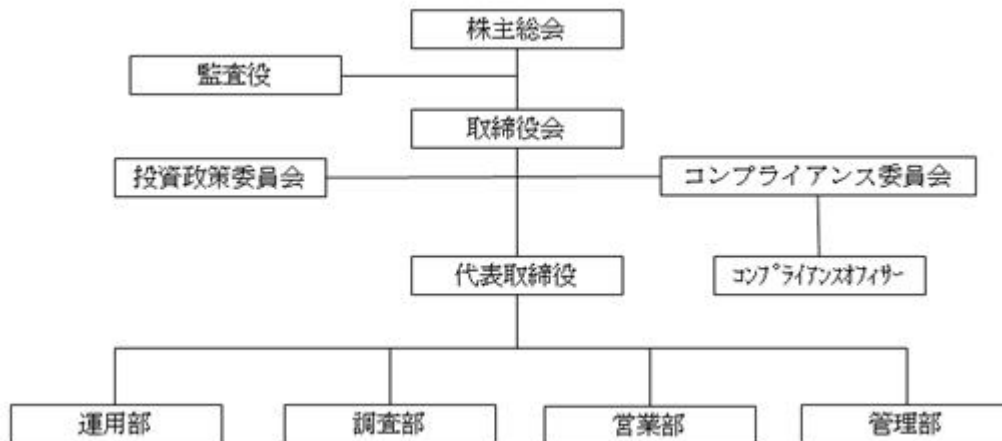 株主総会
監査役
取締役会
投資政策委員会
コンプライアンス委員会
代表取締役
ｺﾝﾌﾟﾗｲｱﾝｽｵﾌｨｻｰ
運用部
調査部
営業部
管理部